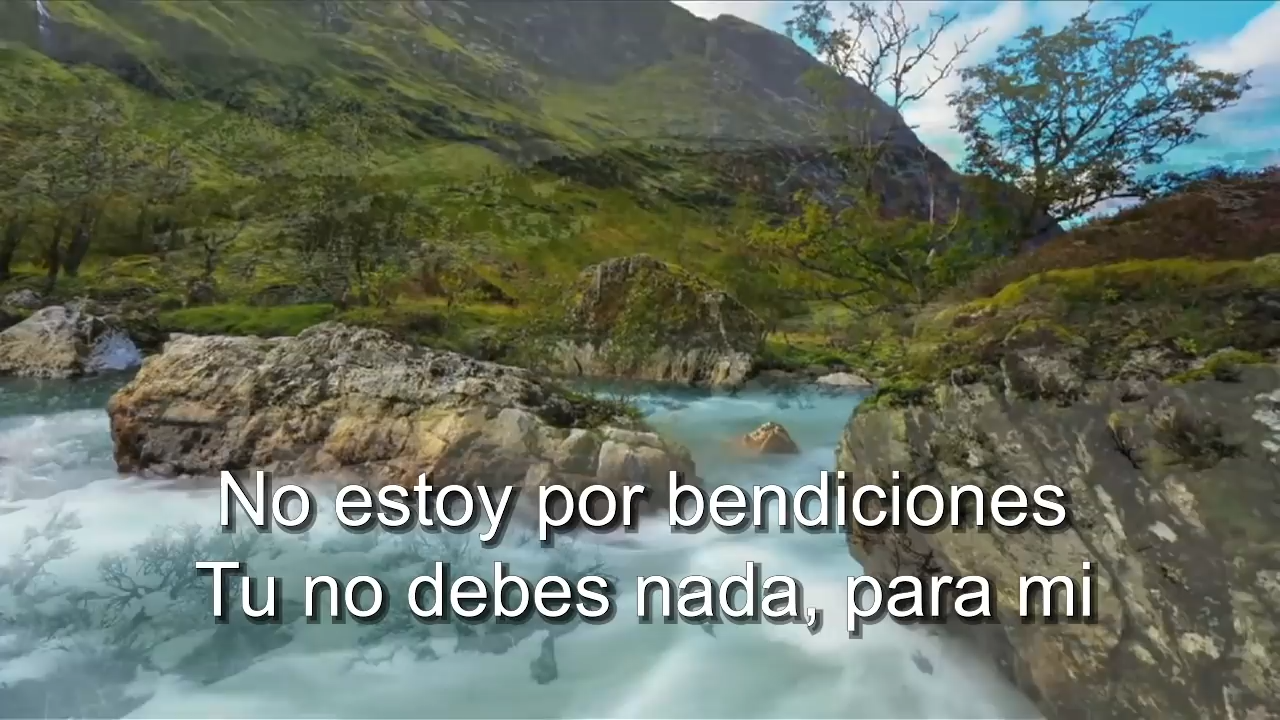 No estoy por bendiciones
Tu no debes nada, para mi